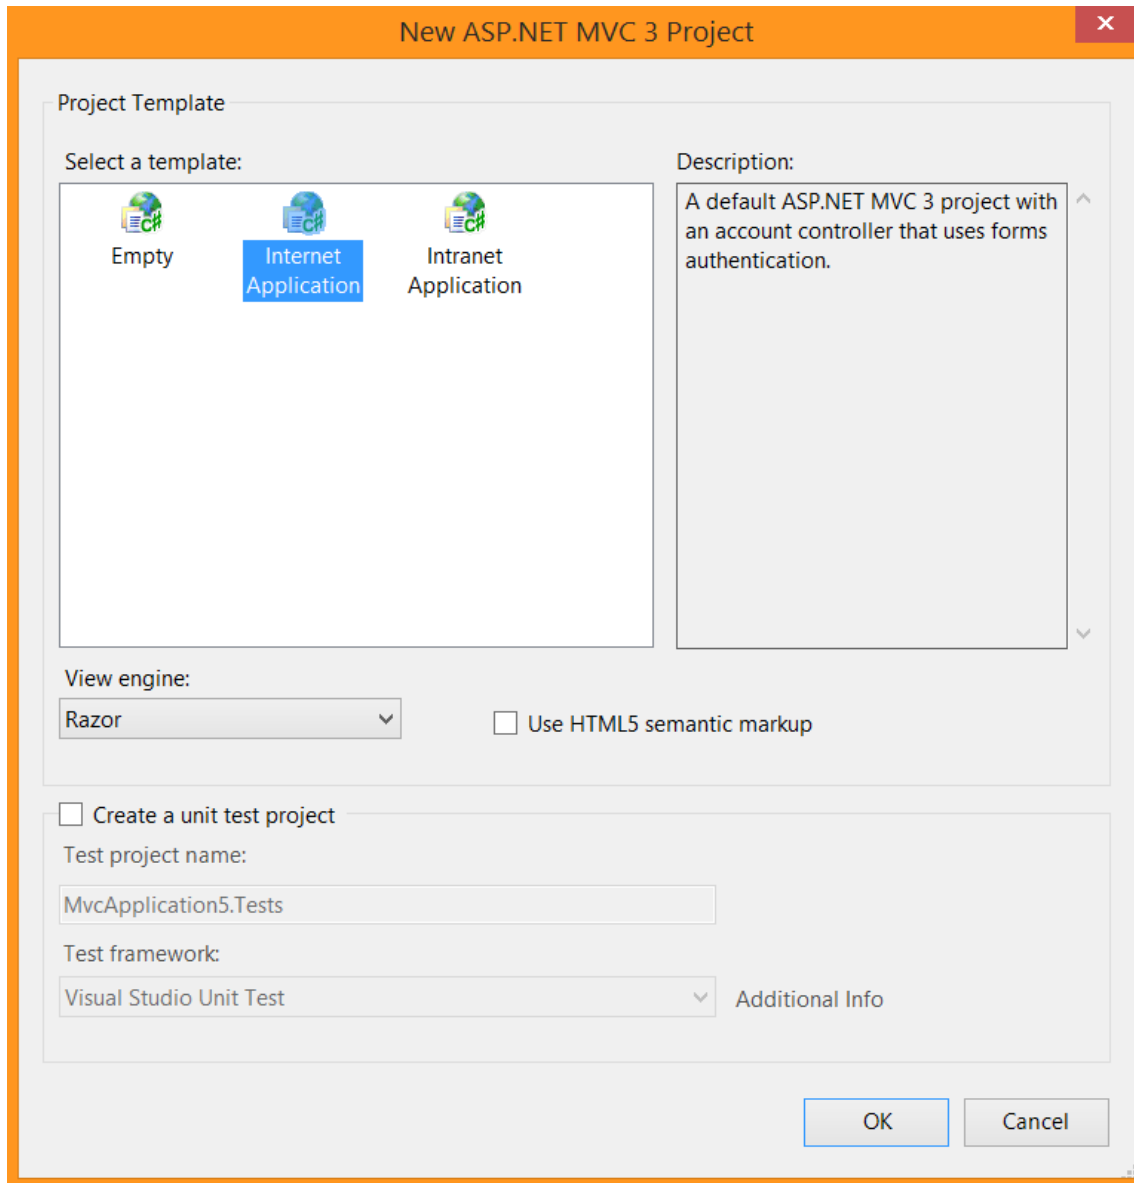 New ASP.NET MVC 3 Project
Project Template
Select a template:
Empty
Internet
Application
Intranet
Application
Description:
A default ASP.NET MVC 3 project with
an account controller that uses forms
authentication.
View engine:
Razor
Use HTML5 semantic markup
Create a unit test project
Test project name:
MvcApplication5.Tests
Test framework:
Visual Studio Unit Test
Additional Info
OK
Cancel